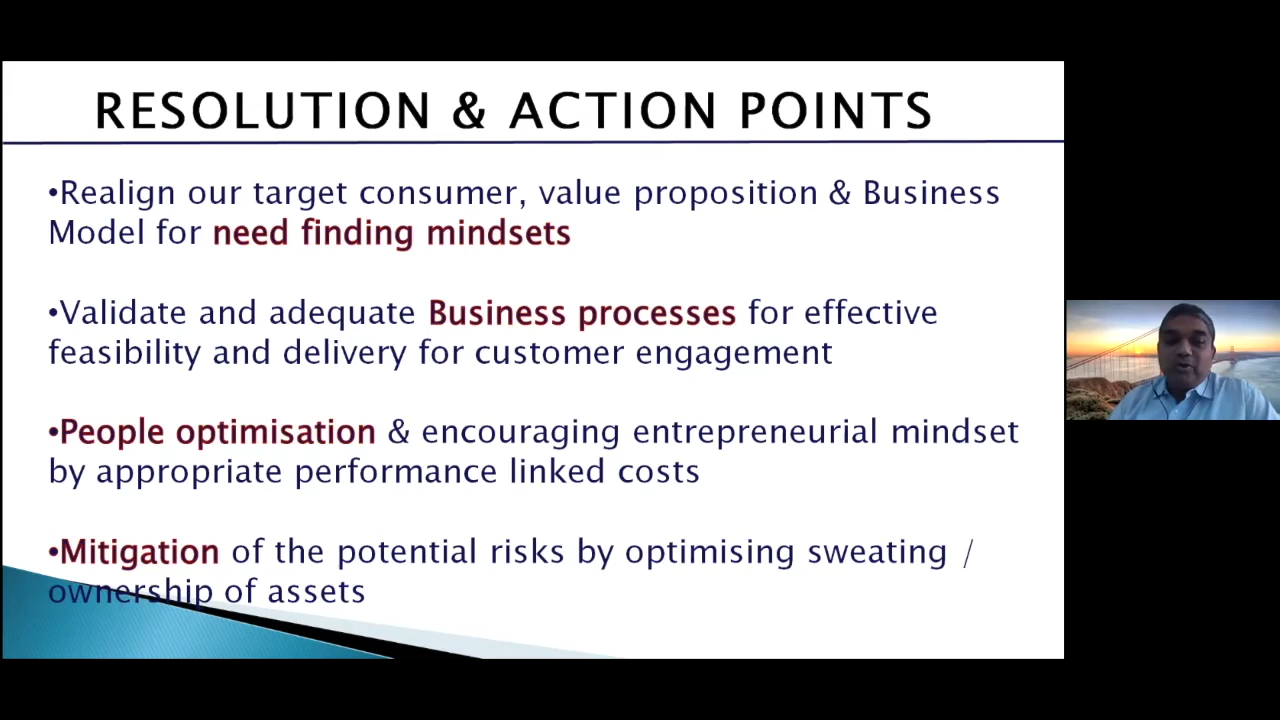 RESOLUTION & ACTION POINTS
•Realign our target consumer, value proposition & Business
Model for need finding mindsets
•Validate and adequate Business processes for effective
feasibility and delivery for customer engagement
•People optimisation & encouraging entrepreneurial mindset
by appropriate performance linked costs
•Mitigation of the potential risks by optimising sweating /
ownership of assets